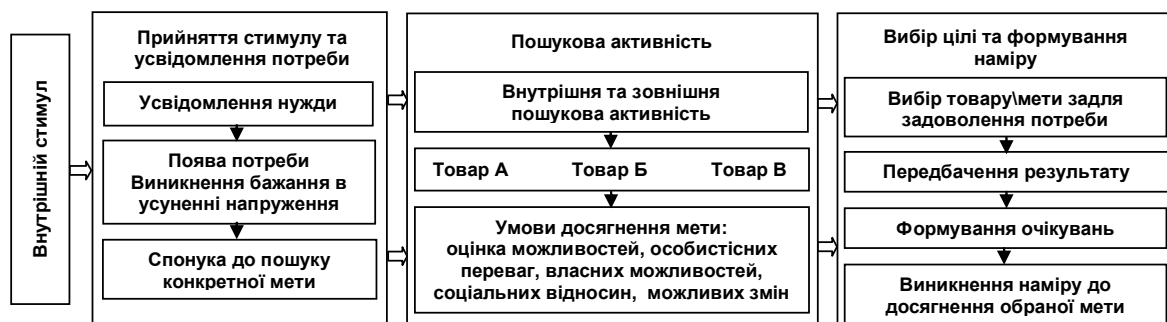 Внутрішній стимул
Прийняття стимулу та
усвідомлення потреби
Усвідомлення нужди
Поява потреби
Виникнення бажання в
усуненні напруження
Спонука до пошуку
конкретної мети
Пошукова активність
Внутрішня та зовнішня
пошукова активність
Товар А Товар Б Товар В
Умови досягнення мети:
оцінка можливостей, особистісних
переваг, власних можливостей,
соціальних відносин, можливих змін
Вибір цілі та формування
наміру
Вибір товару\мети задля
задоволення потреби
Передбачення результату
Формування очікувань
Виникнення наміру до
досягнення обраної мети